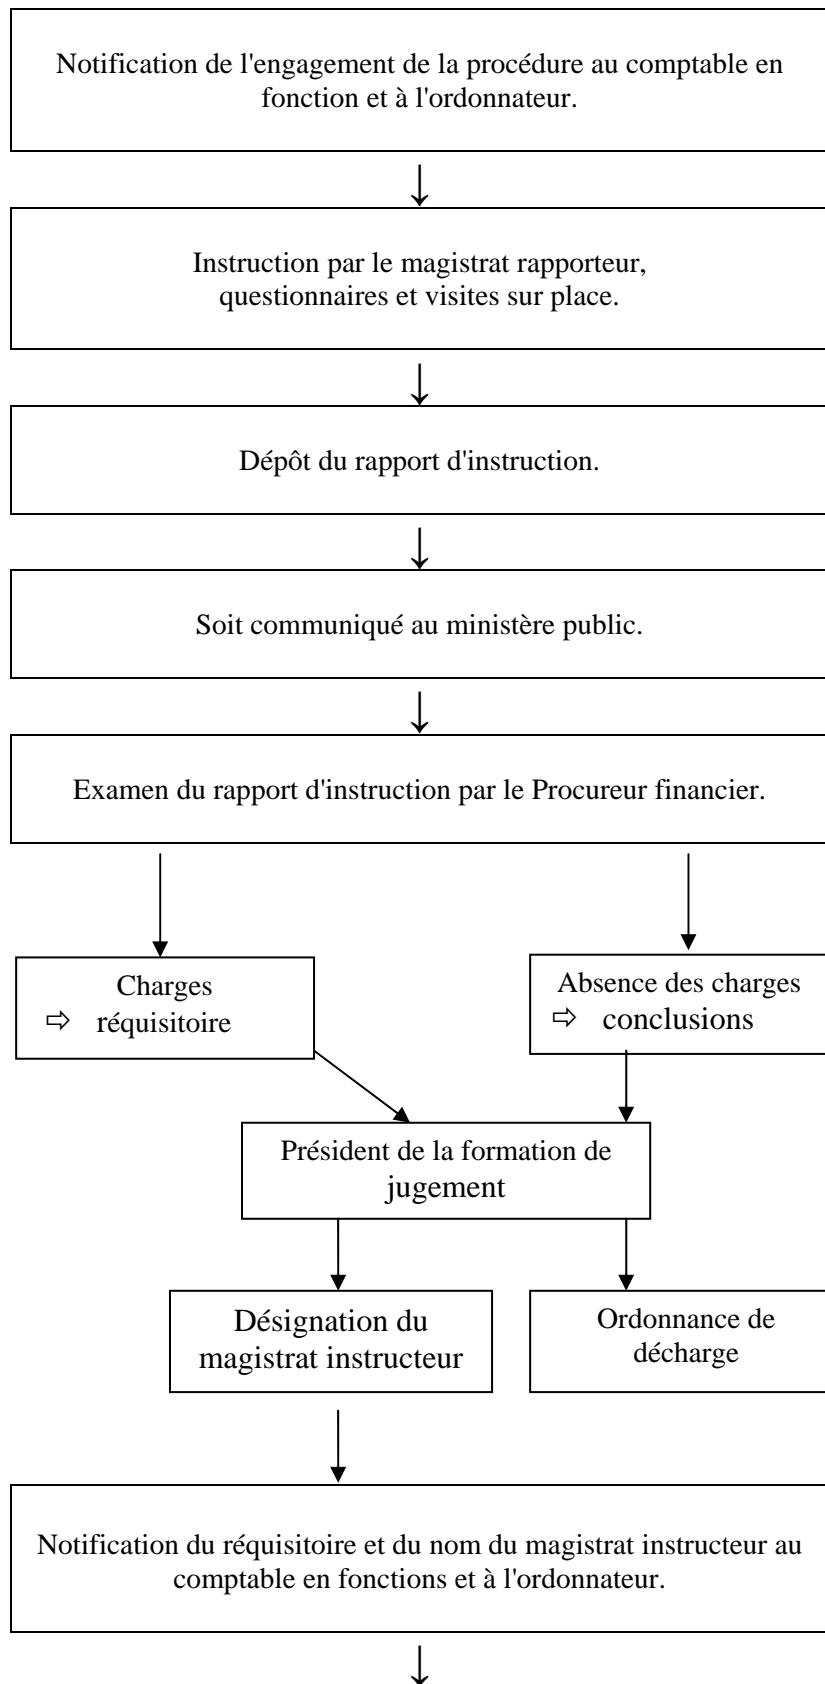 Notification de l'engagement de la procédure au comptable en
fonction et à l'ordonnateur.
↓
Instruction par le magistrat rapporteur,
questionnaires et visites sur place.
↓
Dépôt du rapport d'instruction.
↓
Soit communiqué au ministère public.
↓
Examen du rapport d'instruction par le Procureur financier.
Charges
⇨ réquisitoire
Absence des charges
⇨ conclusions
Président de la formation de
jugement
Désignation du
magistrat instructeur
Ordonnance de
décharge
Notification du réquisitoire et du nom du magistrat instructeur au
comptable en fonctions et à l'ordonnateur.
↓